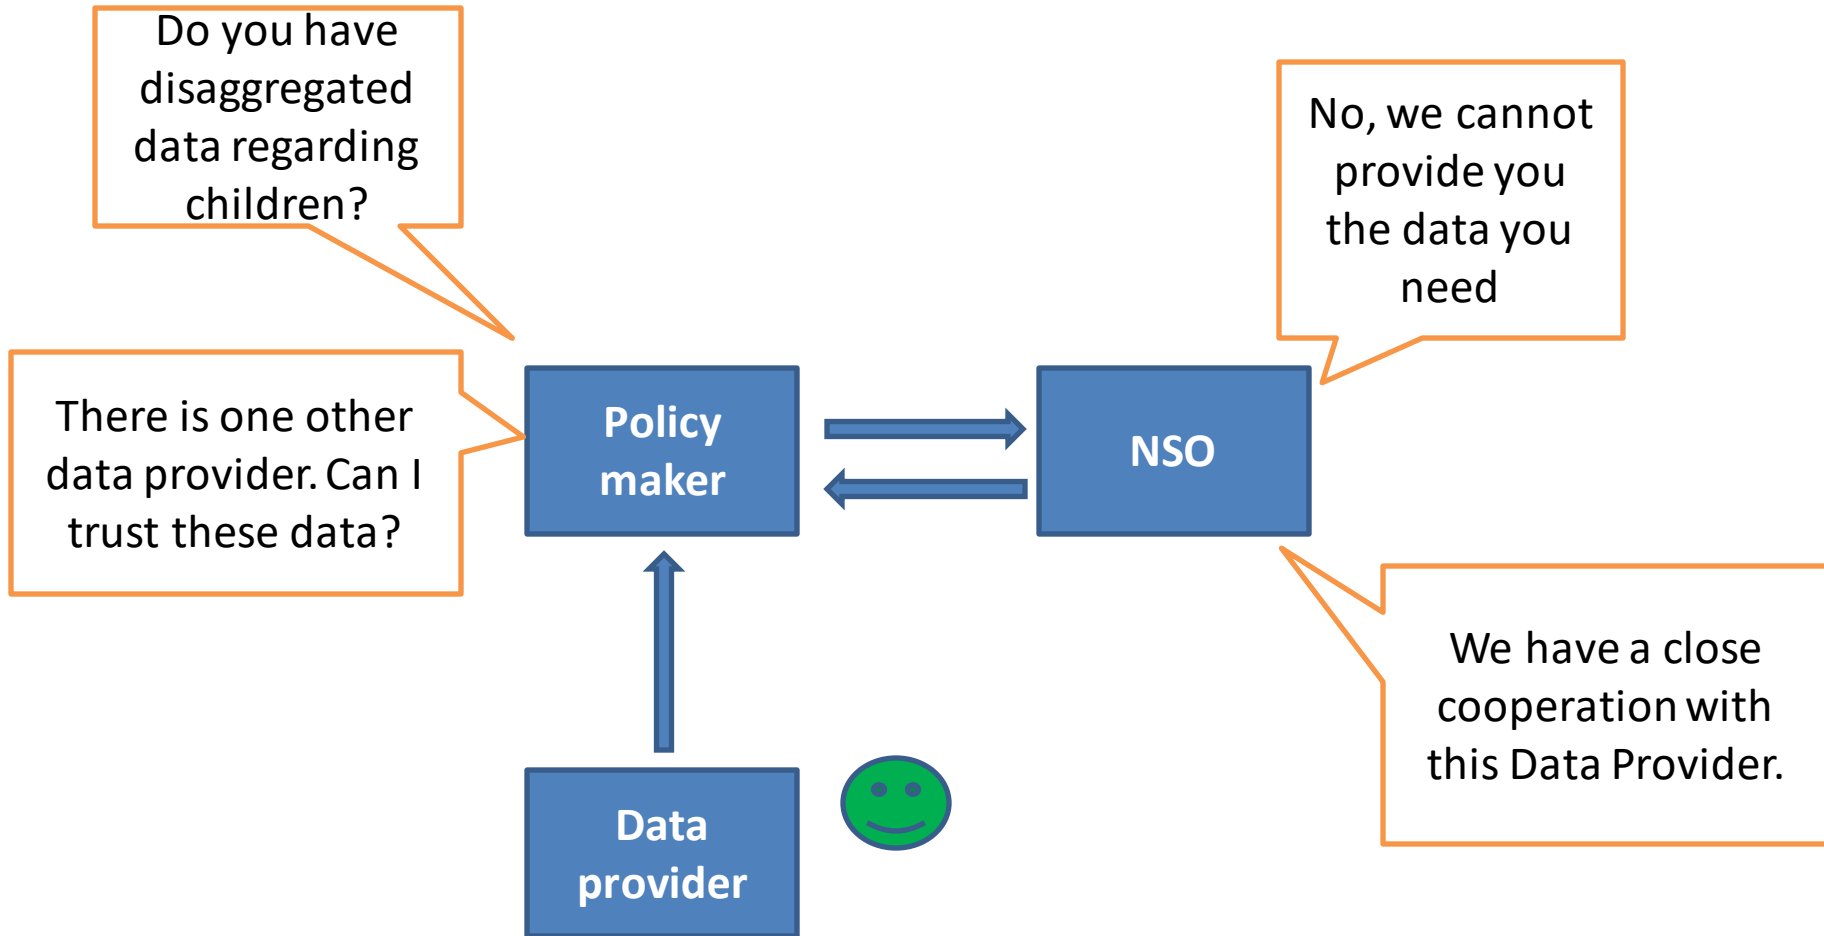 Do you have
disaggregated
data regarding
children?
No, we cannot
provide you
the data you
need
There is one other
data provider. Can I
trust these data?
Policy
maker
NSO
We have a close
cooperation with
this Data Provider.
Data
provider